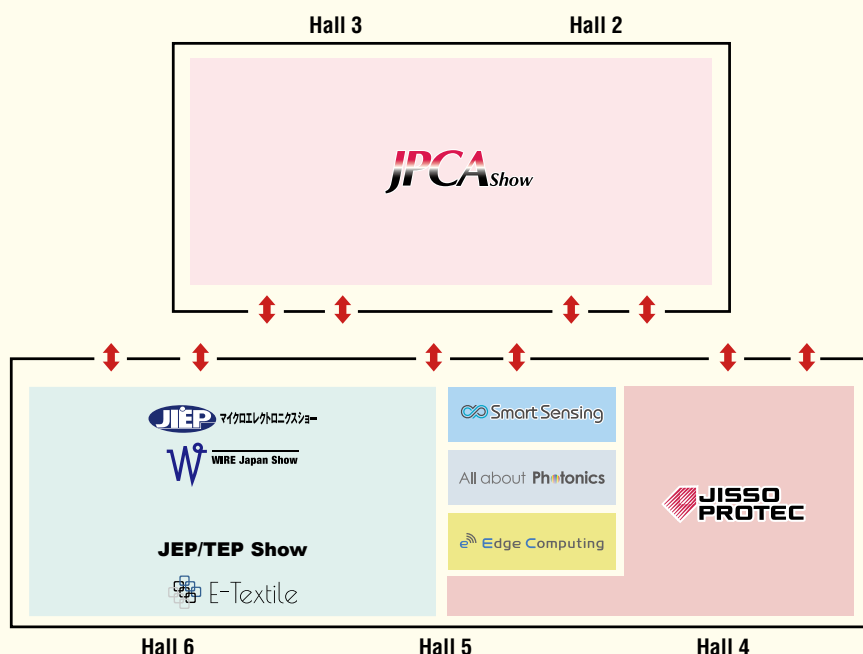 Hall 3
Hall 2
JPCA Show
JIEP マイクロエレクトロニクスショー
WIRE Japan Show
JEP/TEP Show
E-Textile
Smart Sensing
All about Photonics
e Edge Computing
JISSO
PROTEC
Hall 6
Hall 5
Hall 4